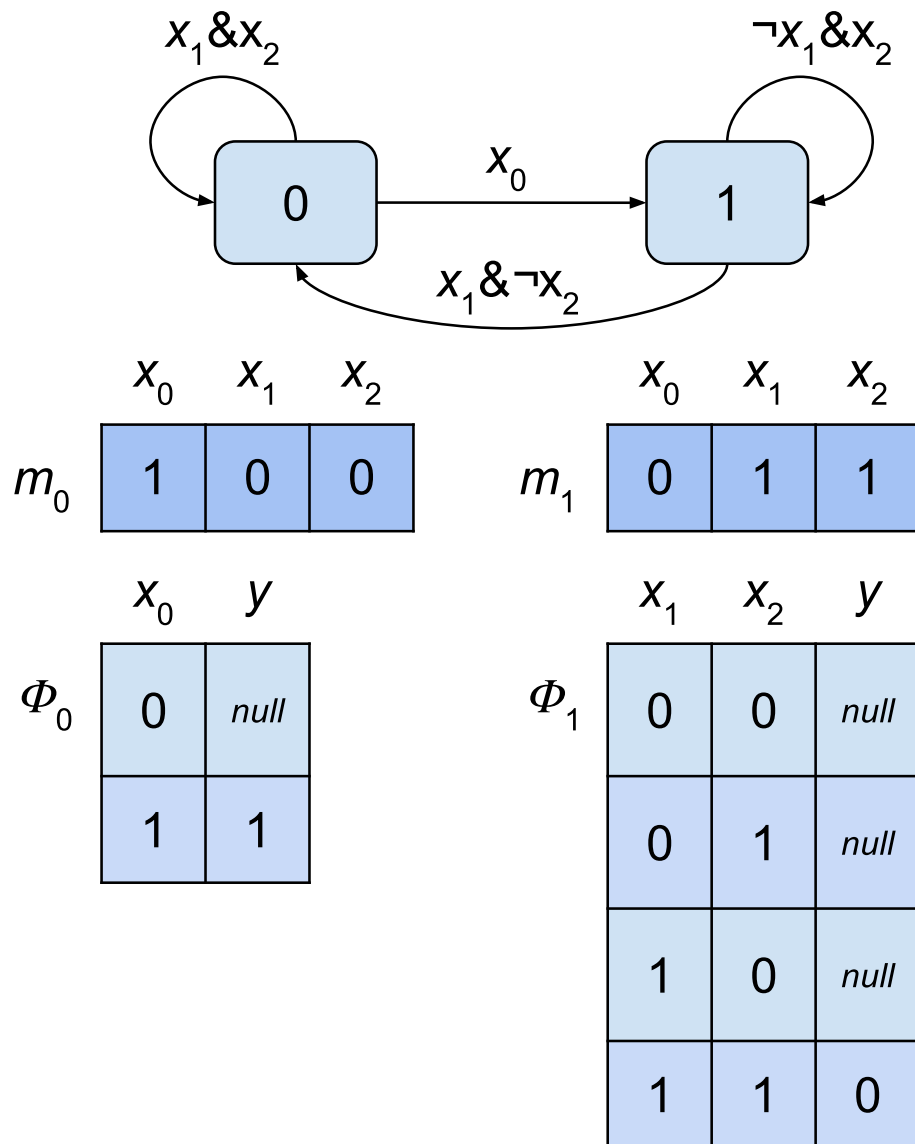 x₁&x₂ ¬x₁&x₂
0 x₀ 1
x₁&¬x₂
x₀ x₁ x₂ x₀ x₁ x₂
m₀ 1 0 0 m₁ 0 1 1
x₀ y x₁ x₂ y
Φ₀ 0 null Φ₁ 0 0 null
1 1 0 1 null
1 0 null
1 1 0